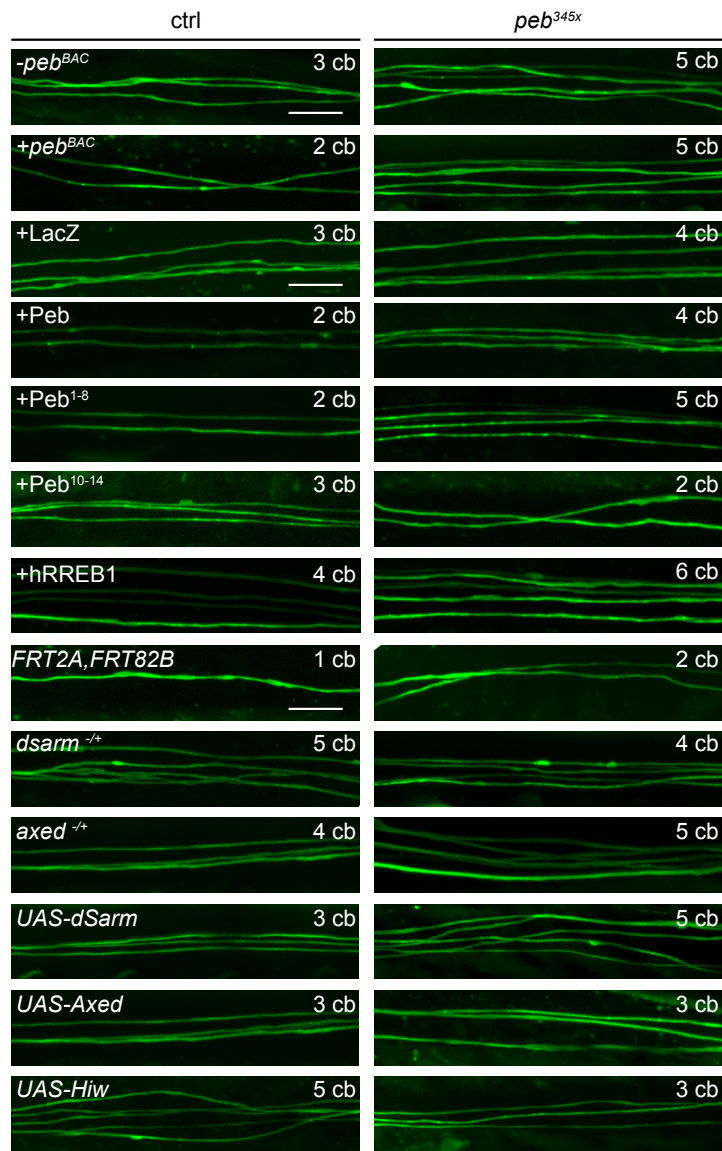 ctrl peb³⁴⁵ˣ
-pebᴮᴬᶜ 3 cb 5 cb
+pebᴮᴬᶜ 2 cb 5 cb
+LacZ 3 cb 4 cb
+Peb 2 cb 4 cb
+Peb¹⁻⁸ 2 cb 5 cb
+Peb¹⁰⁻¹⁴ 3 cb 2 cb
+hRREB1 4 cb 6 cb
FRT2A,FRT82B 1 cb 2 cb
dsarm ⁻/⁺ 5 cb 4 cb
axed ⁻/⁺ 4 cb 5 cb
UAS-dSarm 3 cb 5 cb
UAS-Axed 3 cb 3 cb
UAS-Hiw 5 cb 3 cb